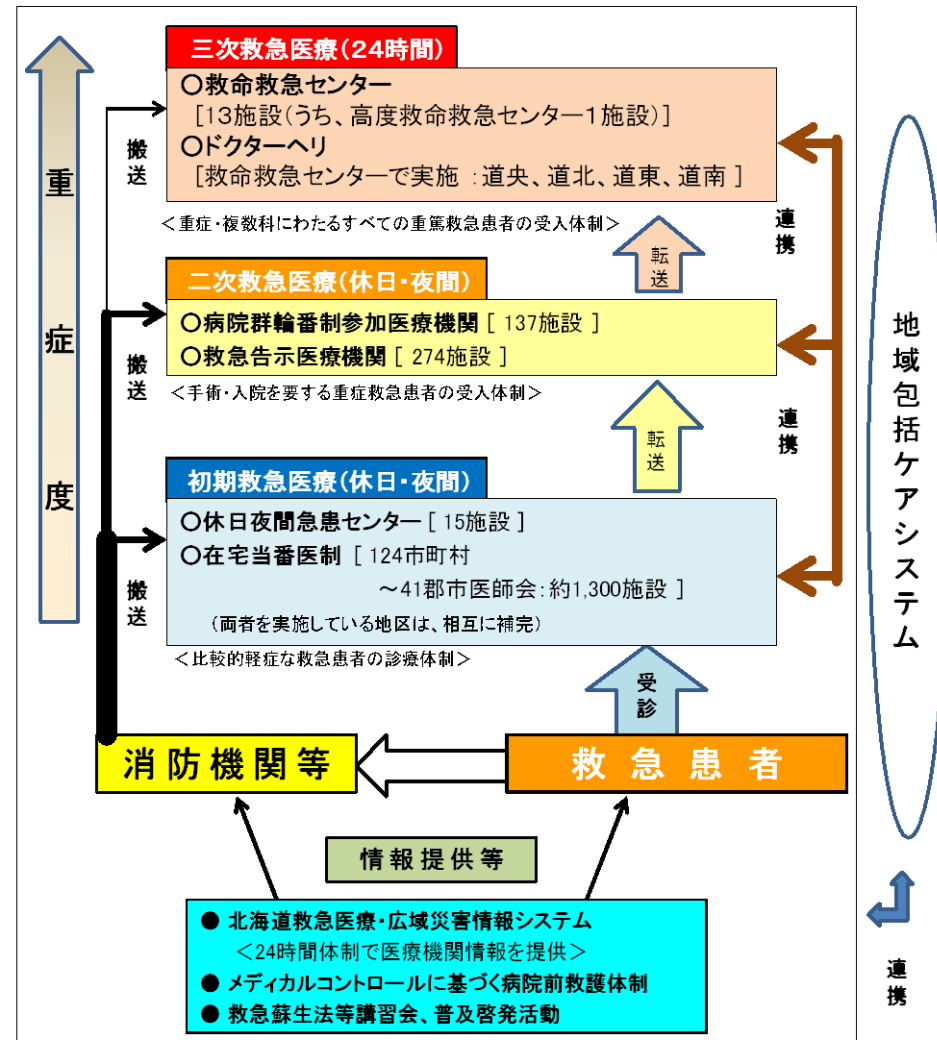 三次救急医療(24時間)
○救命救急センター
[13施設(うち、高度救命救急センター1施設)]
○ドクターヘリ
[救命救急センターで実施 :道央、道北、道東、道南 ]
搬送
<重症・複数科にわたるすべての重篤救急患者の受入体制>
連携
転送
重症度
二次救急医療(休日・夜間)
○病院群輪番制参加医療機関 [ 137施設 ]
○救急告示医療機関 [ 274施設 ]
搬送
<手術・入院を要する重症救急患者の受入体制>
連携
転送
地域包括ケアシステム
初期救急医療(休日・夜間)
○休日夜間急患センター [ 15施設 ]
○在宅当番医制 [ 124市町村
~41郡市医師会:約1,300施設 ]
(両者を実施している地区は、相互に補完)
搬送
<比較的軽症な救急患者の診療体制>
受診
消防機関等
救急患者
情報提供等
● 北海道救急医療・広域災害情報システム
<24時間体制で医療機関情報を提供>
● メディカルコントロールに基づく病院前救護体制
● 救急蘇生法等講習会、普及啓発活動
連携